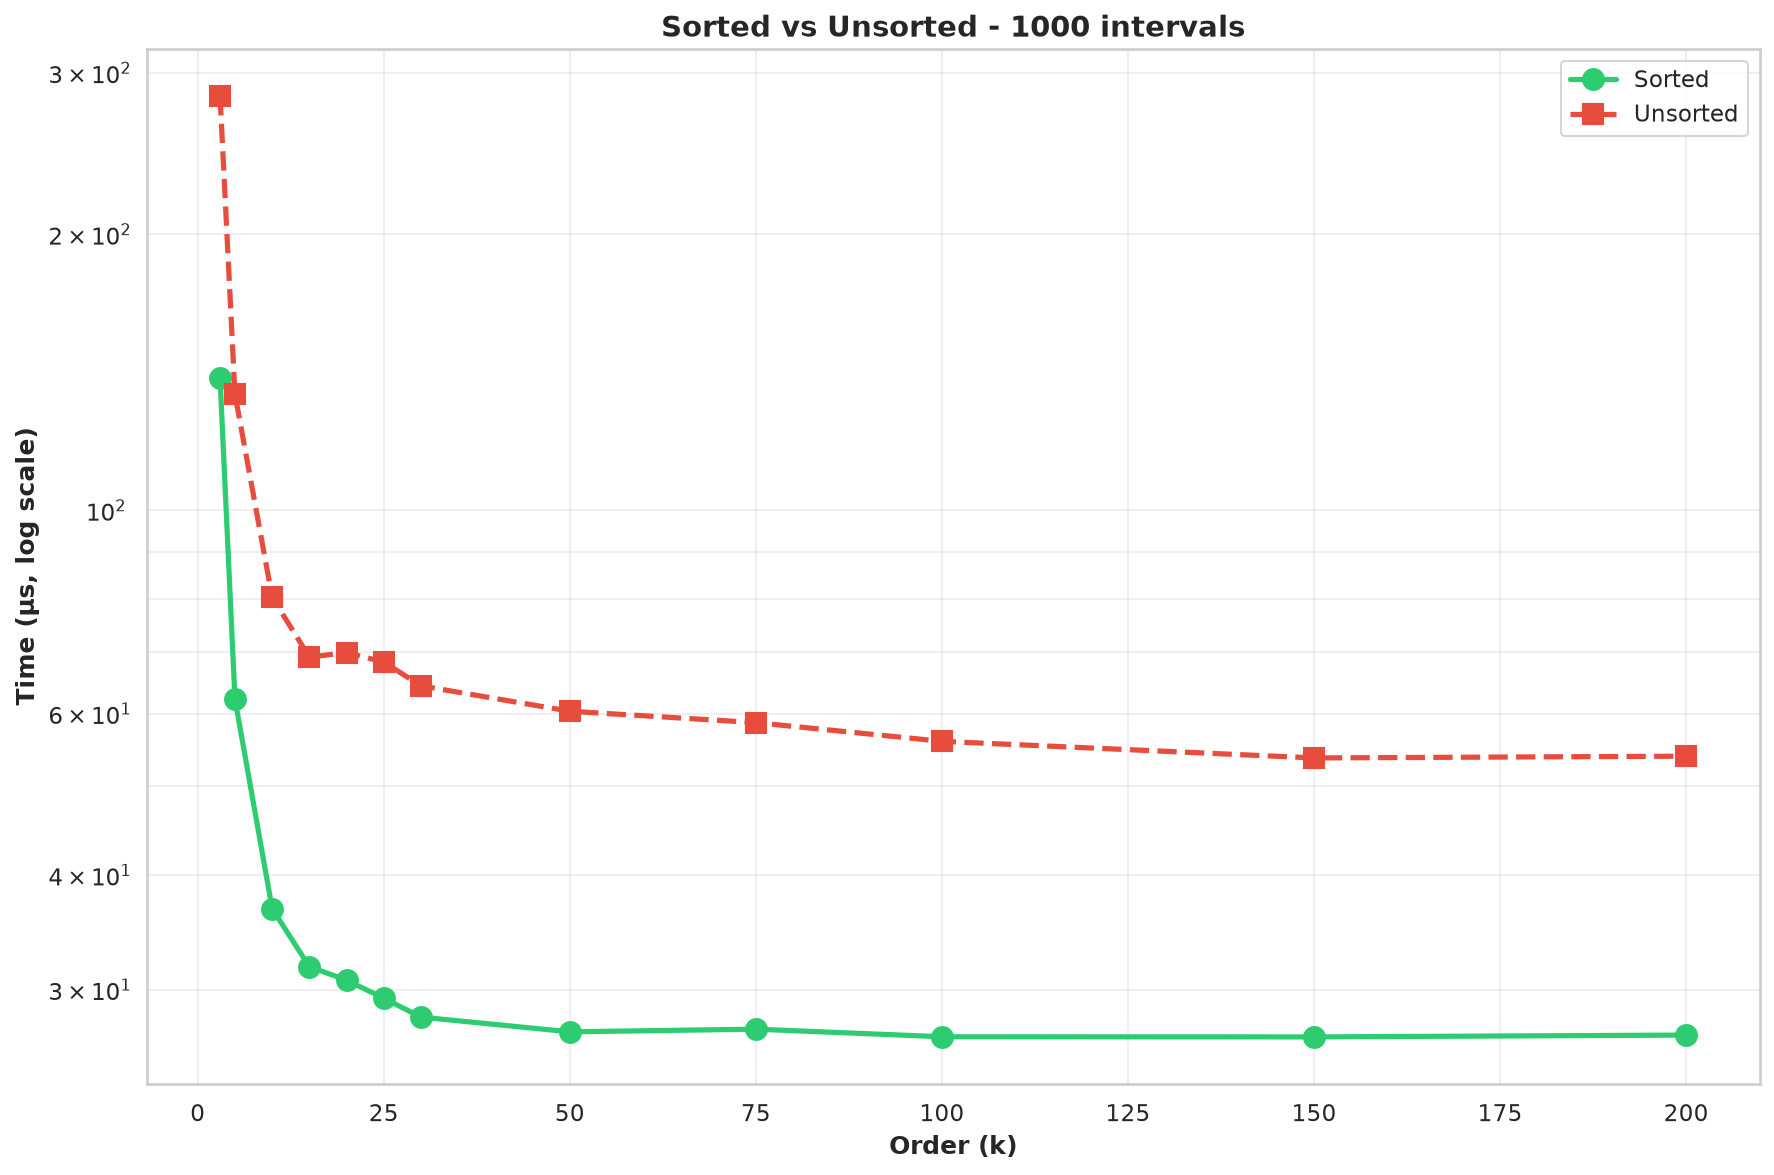 Sorted vs Unsorted - 1000 intervals
Sorted
Unsorted
Time (µs, log scale)
3 × 10²
2 × 10²
10²
6 × 10¹
4 × 10¹
3 × 10¹
0 25 50 75 100 125 150 175 200
Order (k)